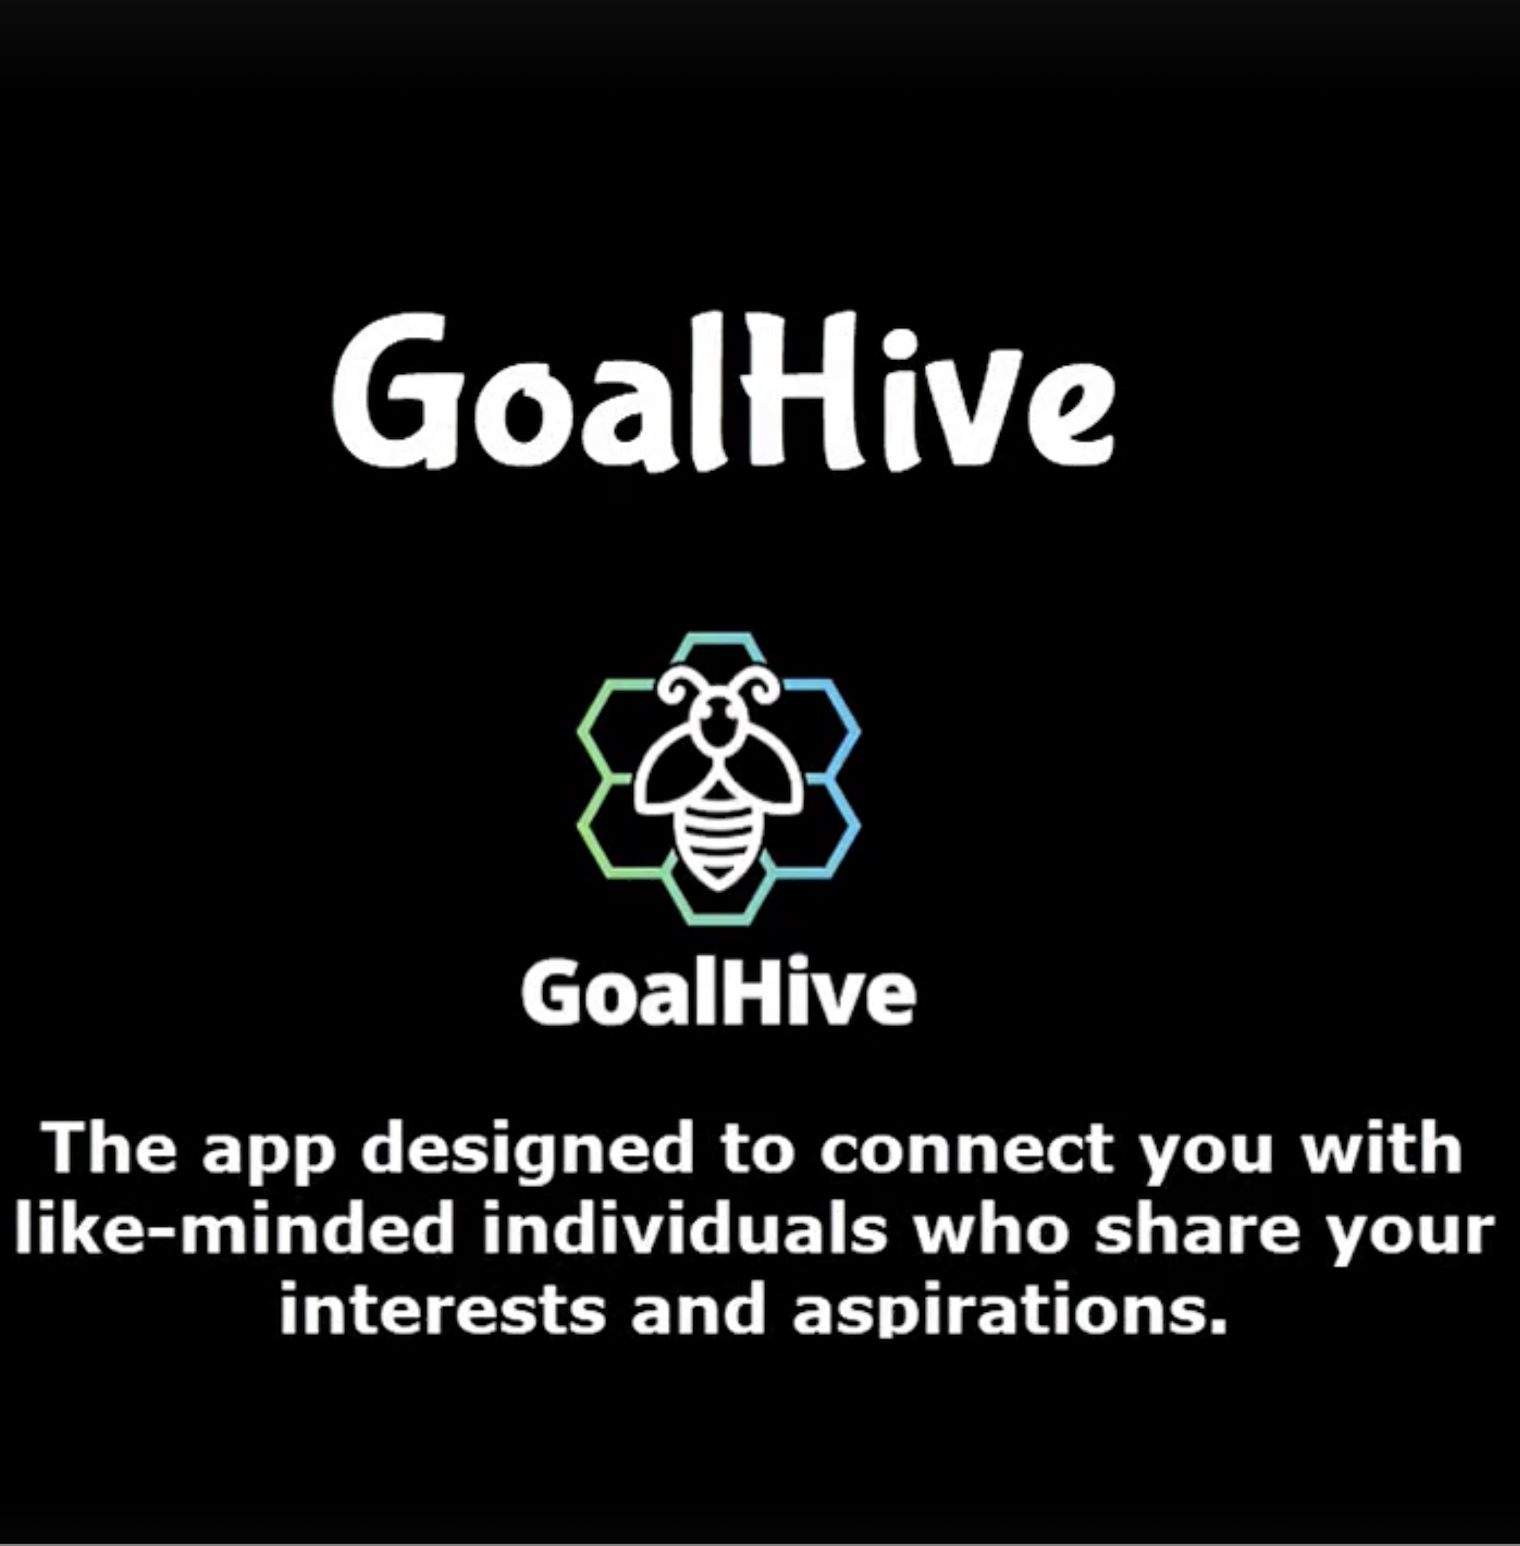 GoalHive
GoalHive
The app designed to connect you with
like-minded individuals who share your
interests and aspirations.